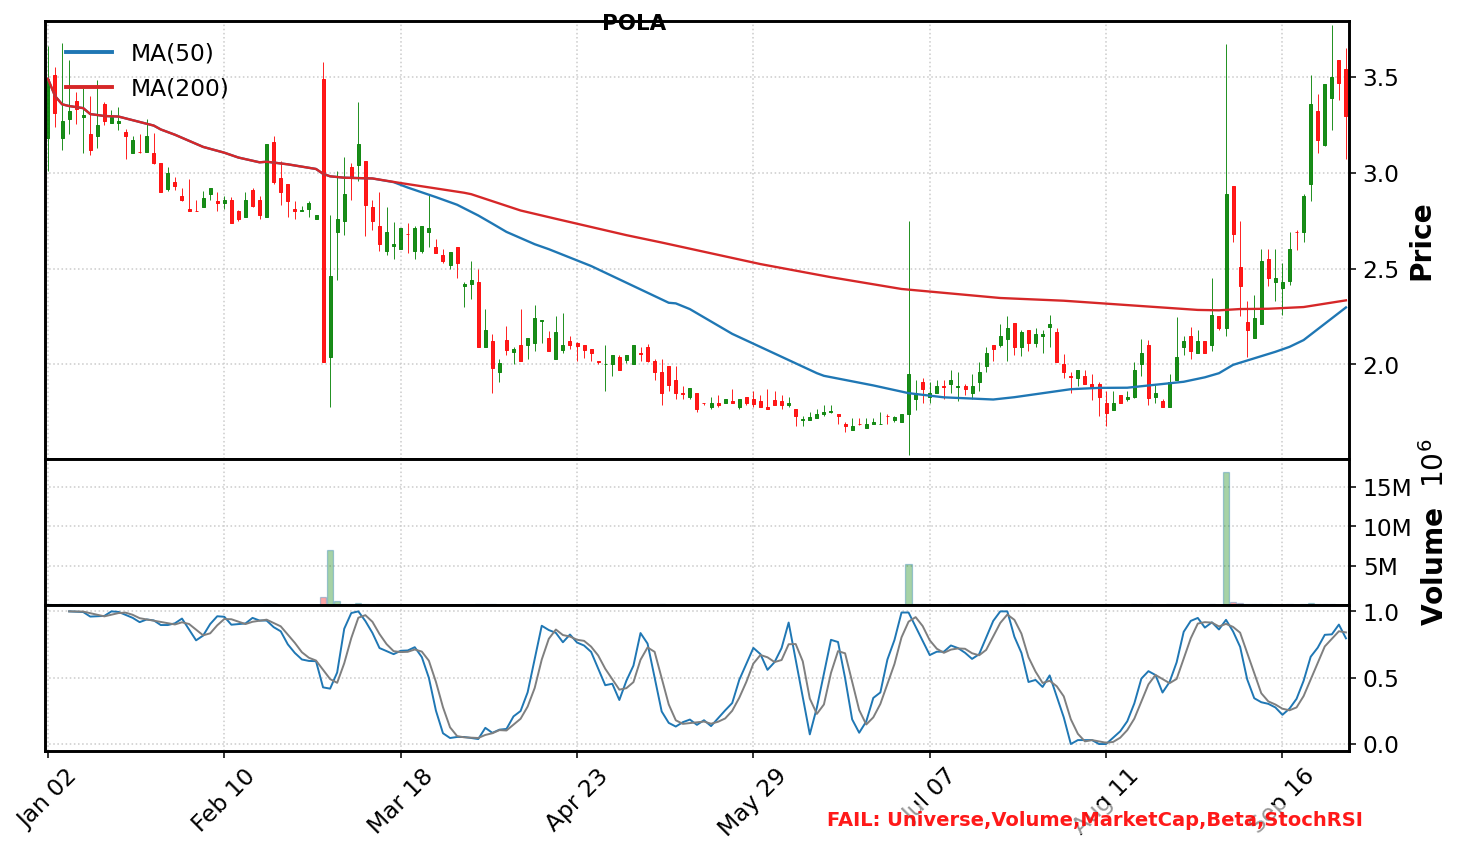 POLA
MA(50)
MA(200)
3.5
3.0
2.5
2.0
Price
15M
10M
5M
Volume 10^6
1.0
0.5
0.0
Jan 02
Feb 10
Mar 18
Apr 23
May 29
Jul 07
Aug 11
Sep 16
FAIL: Universe,Volume,MarketCap,Beta,StochRSI